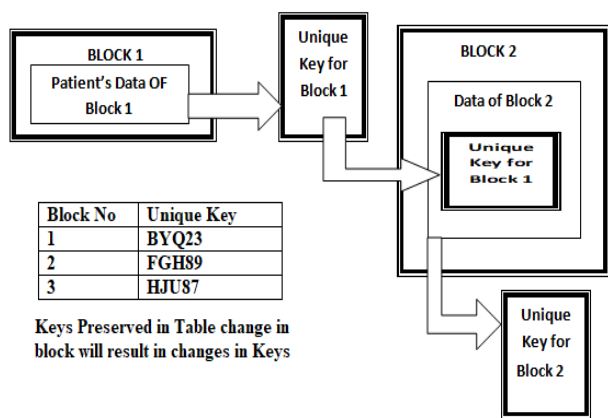 BLOCK 1
Patient's Data OF
Block 1
Unique
Key for
Block 1
BLOCK 2
Data of Block 2
Unique
Key for
Block 1
Block No Unique Key
1 BYQ23
2 FGH89
3 HJU87
Keys Preserved in Table change in
block will result in changes in Keys
Unique
Key for
Block 2